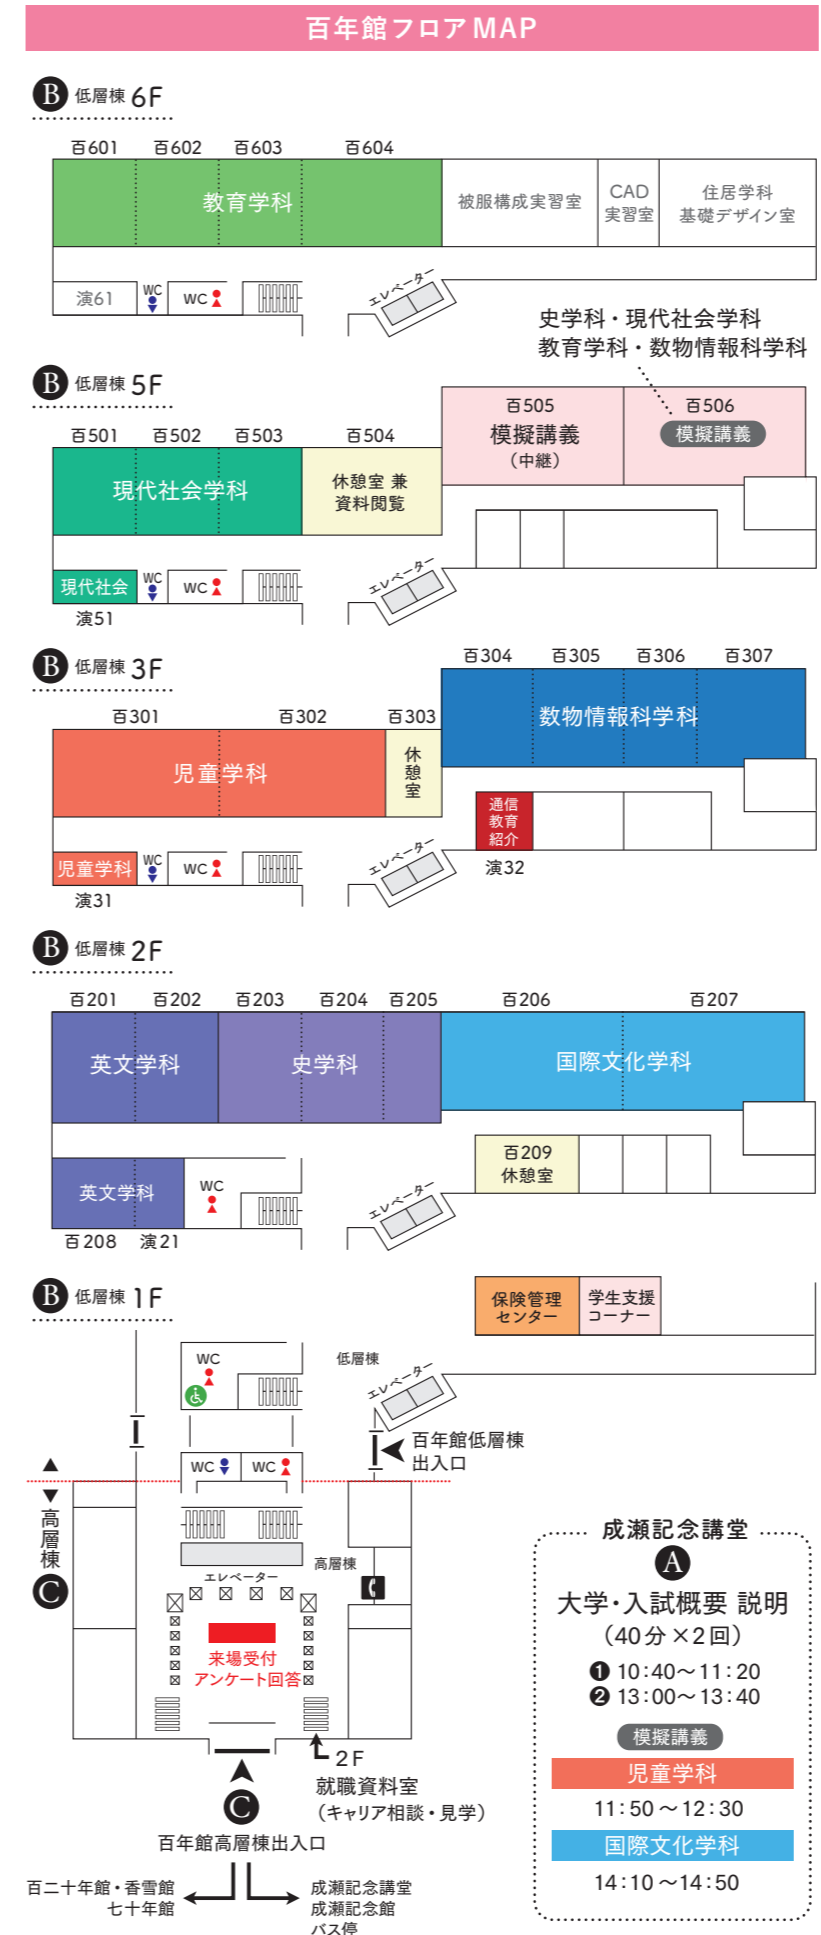 百年館フロアMAP
B 低層棟 6F
百601 百602 百603 百604
教育学科
被服構成実習室
CAD
実習室
住居学科
基礎デザイン室
演61
WC
WC
エレベーター
史学科・現代社会学科
教育学科・数物情報科学科
B 低層棟 5F
百501 百502 百503 百504
現代社会学科
休憩室 兼
資料閲覧
百505
模擬講義
（中継）
百506
模擬講義
現代社会
WC
WC
エレベーター
演51
B 低層棟 3F
百304 百305 百306 百307
数物情報科学科
百301 百302 百303
児童学科
休憩室
児童学科
WC
WC
エレベーター
通信
教育
紹介
演31
演32
B 低層棟 2F
百201 百202 百203 百204 百205 百206 百207
英文学科
史学科
国際文化学科
英文学科
WC
エレベーター
百209
休憩室
百208 演21
B 低層棟 1F
保険管理
センター
学生支援
コーナー
WC
低層棟
エレベーター
百年館低層棟
出入口
WC
WC
▲
▼
高層棟
C
エレベーター
高層棟
来場受付
アンケート回答
2F
就職資料室
（キャリア相談・見学）
C
百年館高層棟出入口
百二十年館・香雪館
七十年館
成瀬記念講堂
成瀬記念館
バス停
成瀬記念講堂
A
大学・入試概要 説明
（40分×2回）
❶ 10：40～11：20
❷ 13：00～13：40
模擬講義
児童学科
11：50～12：30
国際文化学科
14：10～14：50